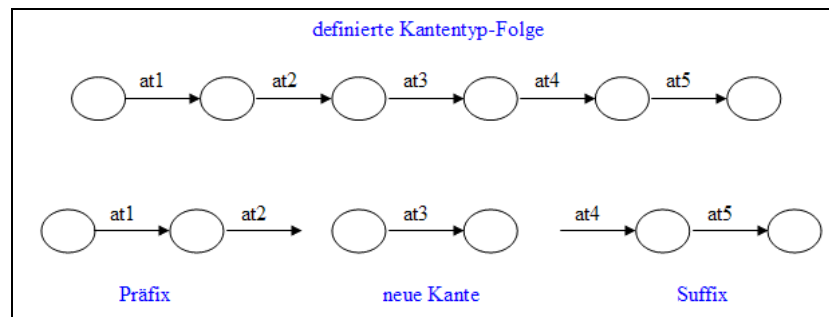 definierte Kantentyp-Folge
at1 at2 at3 at4 at5
at1 at2 at3 at4 at5
Präfix neue Kante Suffix